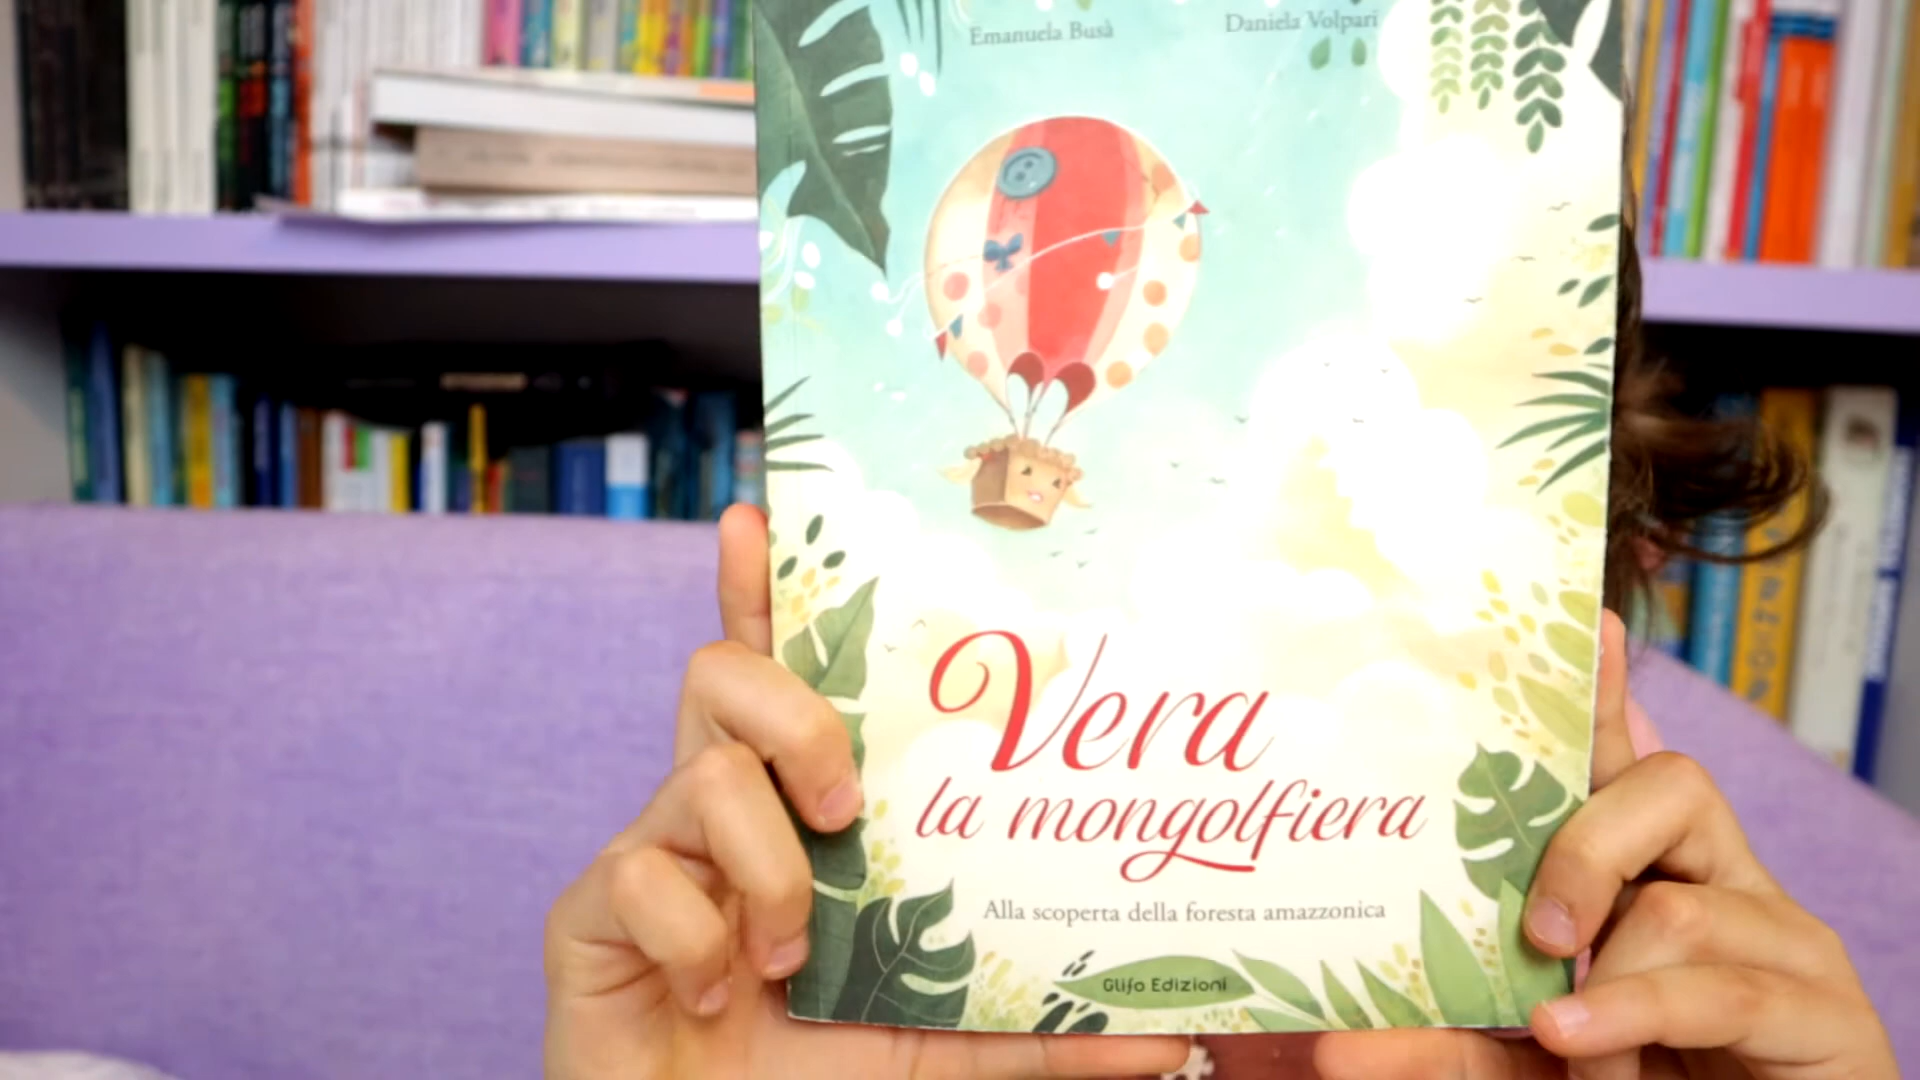 Emanuela Busà Daniela Volpari
Vera
la mongolfiera
Alla scoperta della foresta amazzonica
Glifo Edizioni